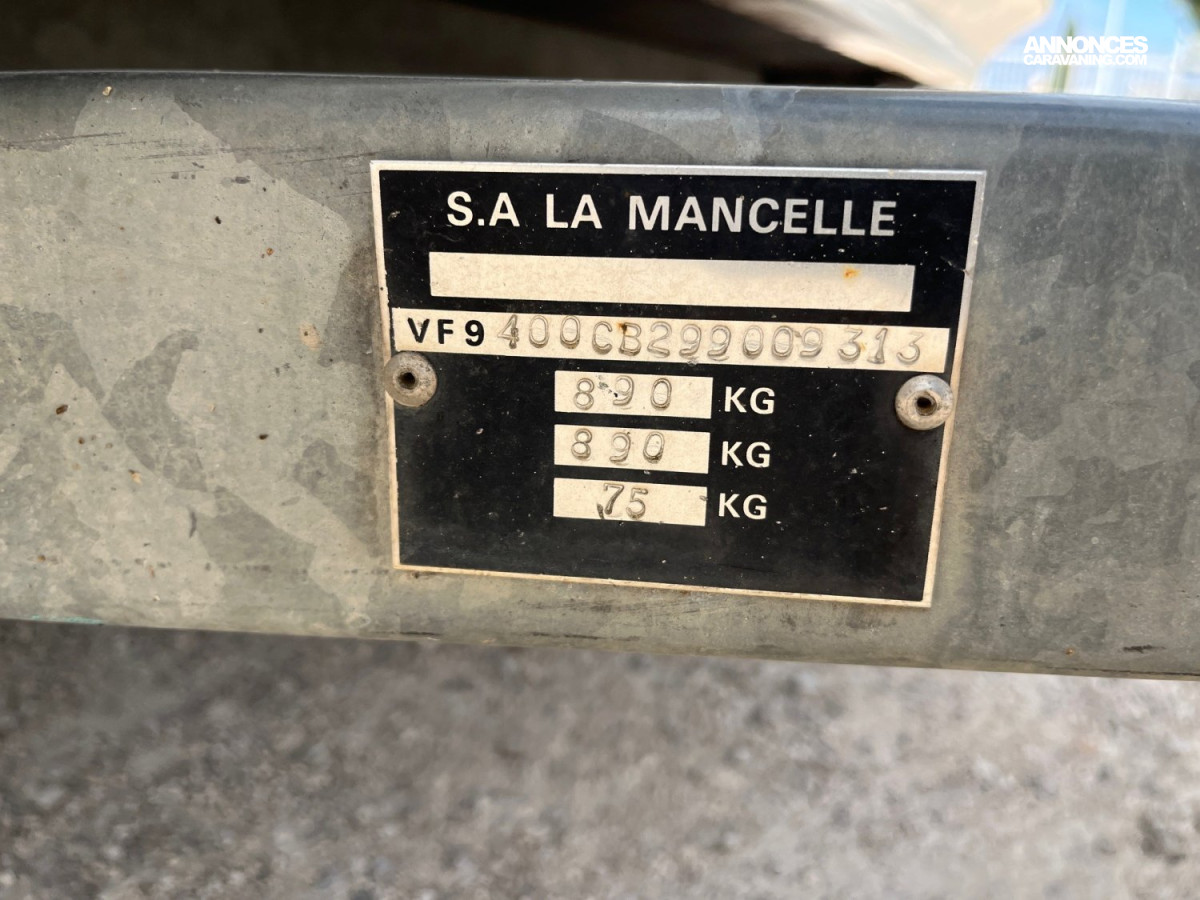 ANNONCES
CARAVANING.COM
S.A LA MANCELLE
VF9 400CB299009313
890 KG
890 KG
75 KG